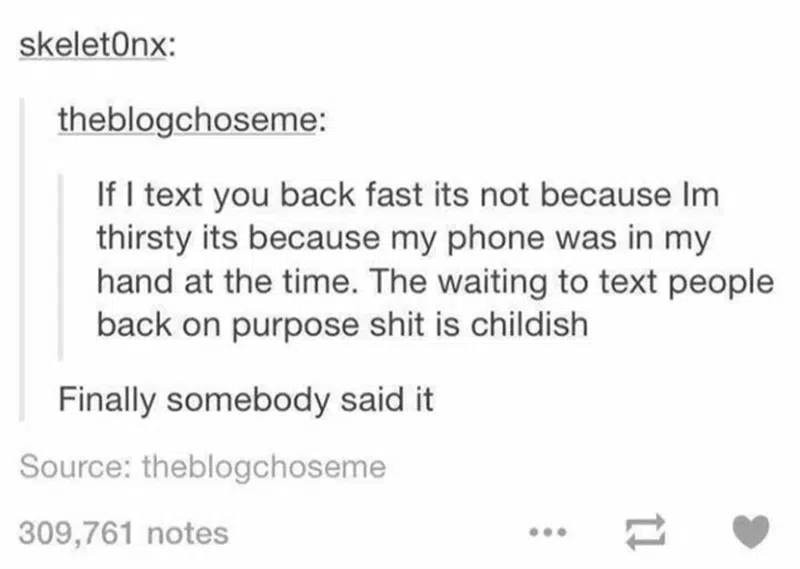 skelet0nx:
theblogchoseme:
If I text you back fast its not because Im
thirsty its because my phone was in my
hand at the time. The waiting to text people
back on purpose shit is childish
Finally somebody said it
Source: theblogchoseme
309,761 notes